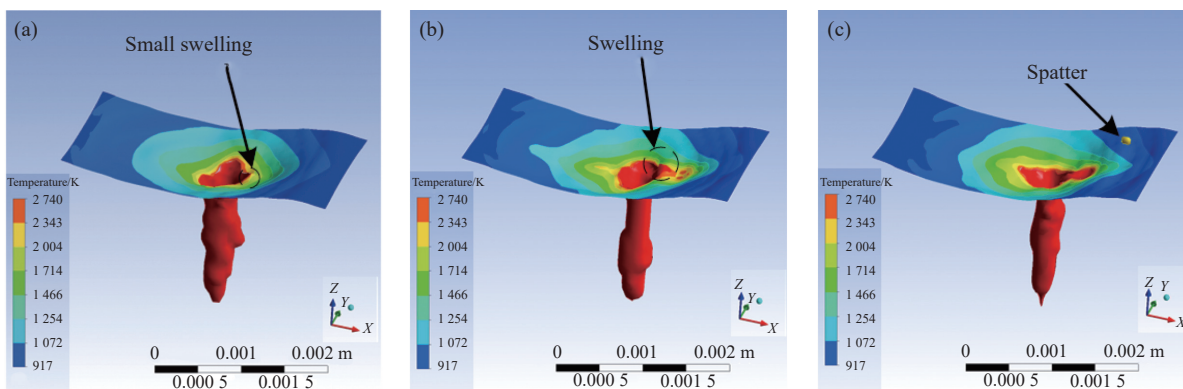 (a)
Small swelling
Temperature/K
2 740
2 343
2 004
1 714
1 466
1 254
1 072
917
Z
Y
X
0 0.001 0.002 m
0.000 5 0.001 5
(b)
Swelling
Temperature/K
2 740
2 343
2 004
1 714
1 466
1 254
1 072
917
Z
Y
X
0 0.001 0.002 m
0.000 5 0.001 5
(c)
Spatter
Temperature/K
2 740
2 343
2 004
1 714
1 466
1 254
1 072
917
Z
Y
X
0 0.001 0.002 m
0.000 5 0.001 5